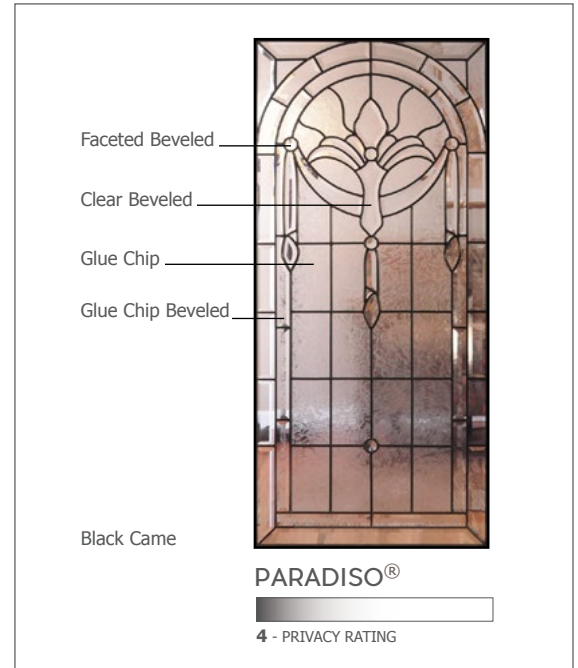 Faceted Beveled
Clear Beveled
Glue Chip
Glue Chip Beveled
Black Came
PARADISO®
4 - PRIVACY RATING